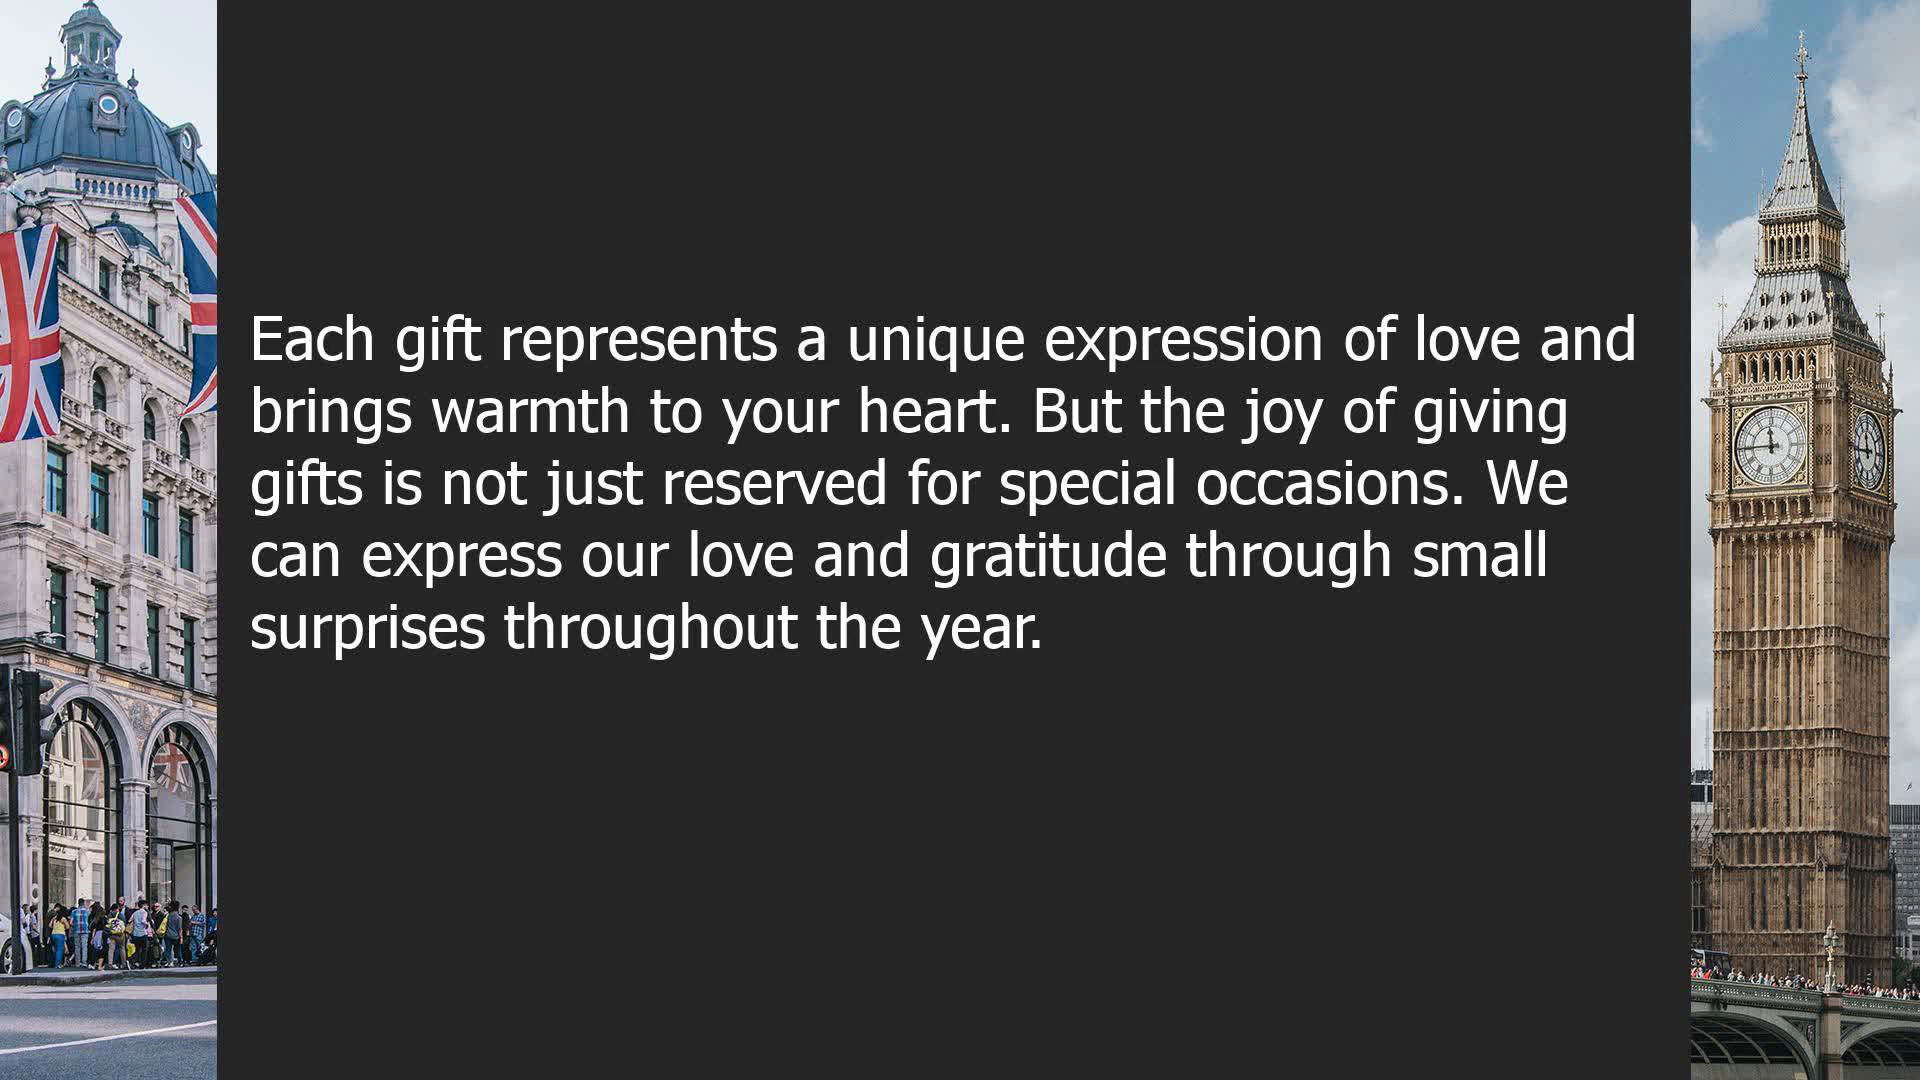 Each gift represents a unique expression of love and
brings warmth to your heart. But the joy of giving
gifts is not just reserved for special occasions. We
can express our love and gratitude through small
surprises throughout the year.